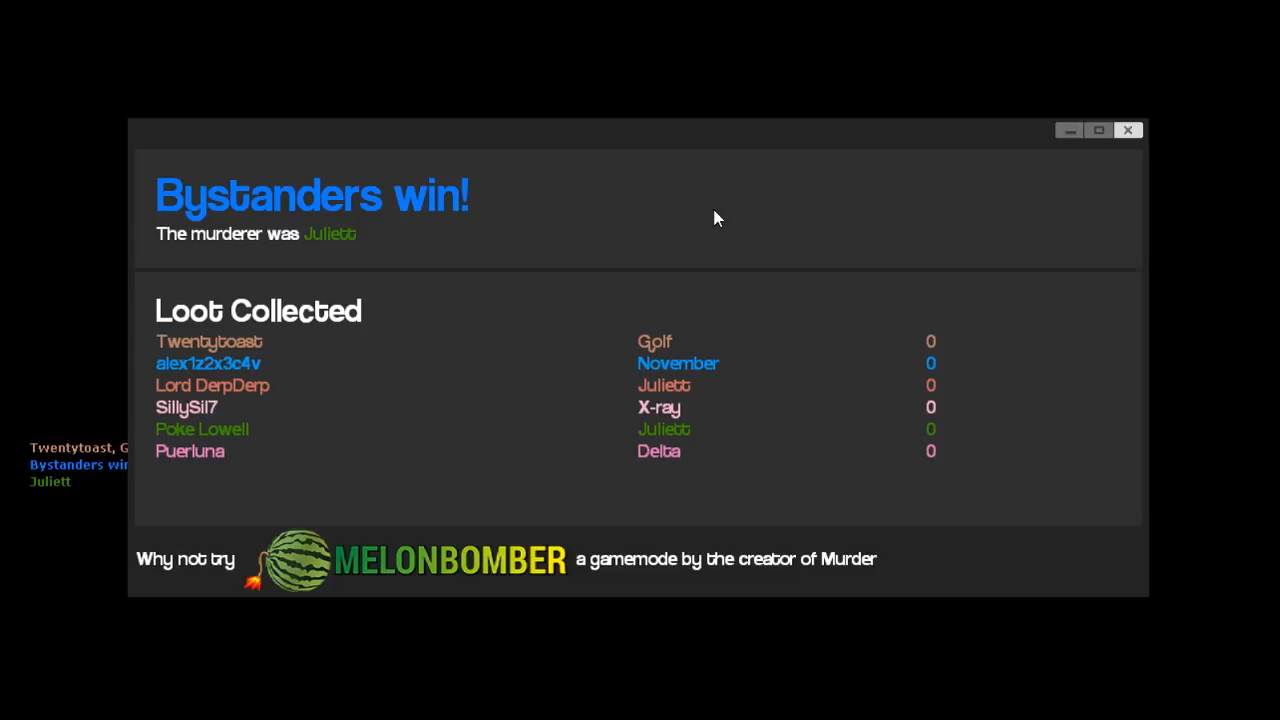 Bystanders win!
The murderer was Juliett
Loot Collected
Twentytoast Golf 0
alex1z2x3c4v November 0
Lord DerpDerp Juliett 0
SillySil7 X-ray 0
Poke Lowell Juliett 0
Puerluna Delta 0
Twentytoast, G
Bystanders win
Juliett
Why not try MELONBOMBER a gamemode by the creator of Murder